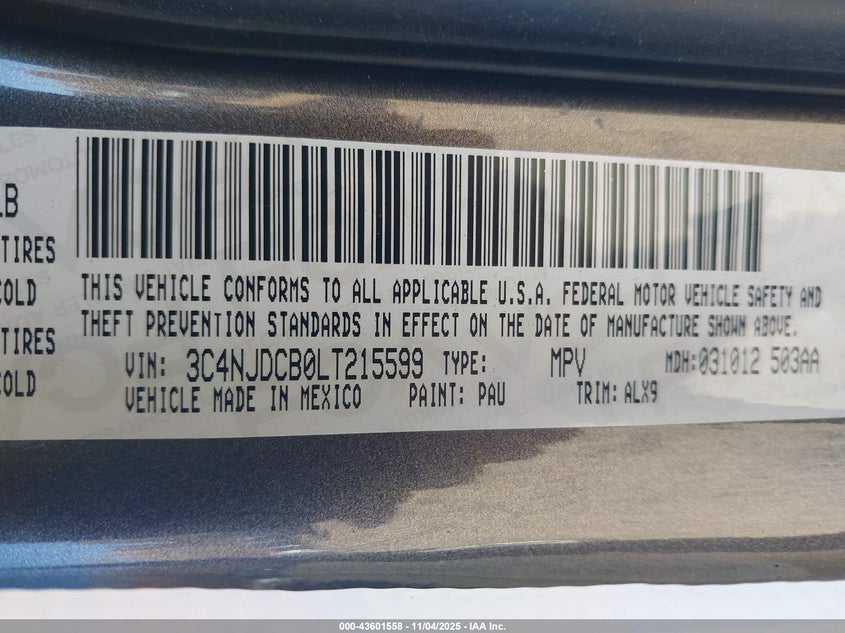 LB
TIRES
COLD
TIRES
COLD
THIS VEHICLE CONFORMS TO ALL APPLICABLE U.S.A. FEDERAL MOTOR VEHICLE SAFETY AND
THEFT PREVENTION STANDARDS IN EFFECT ON THE DATE OF MANUFACTURE SHOWN ABOVE.
VIN: 3C4NJDCB0LT215599 TYPE: MPV MDH:031012 503AA
VEHICLE MADE IN MEXICO PAINT: PAU TRIM: ALX9
000-43601558 - 11/04/2025 - IAA Inc.